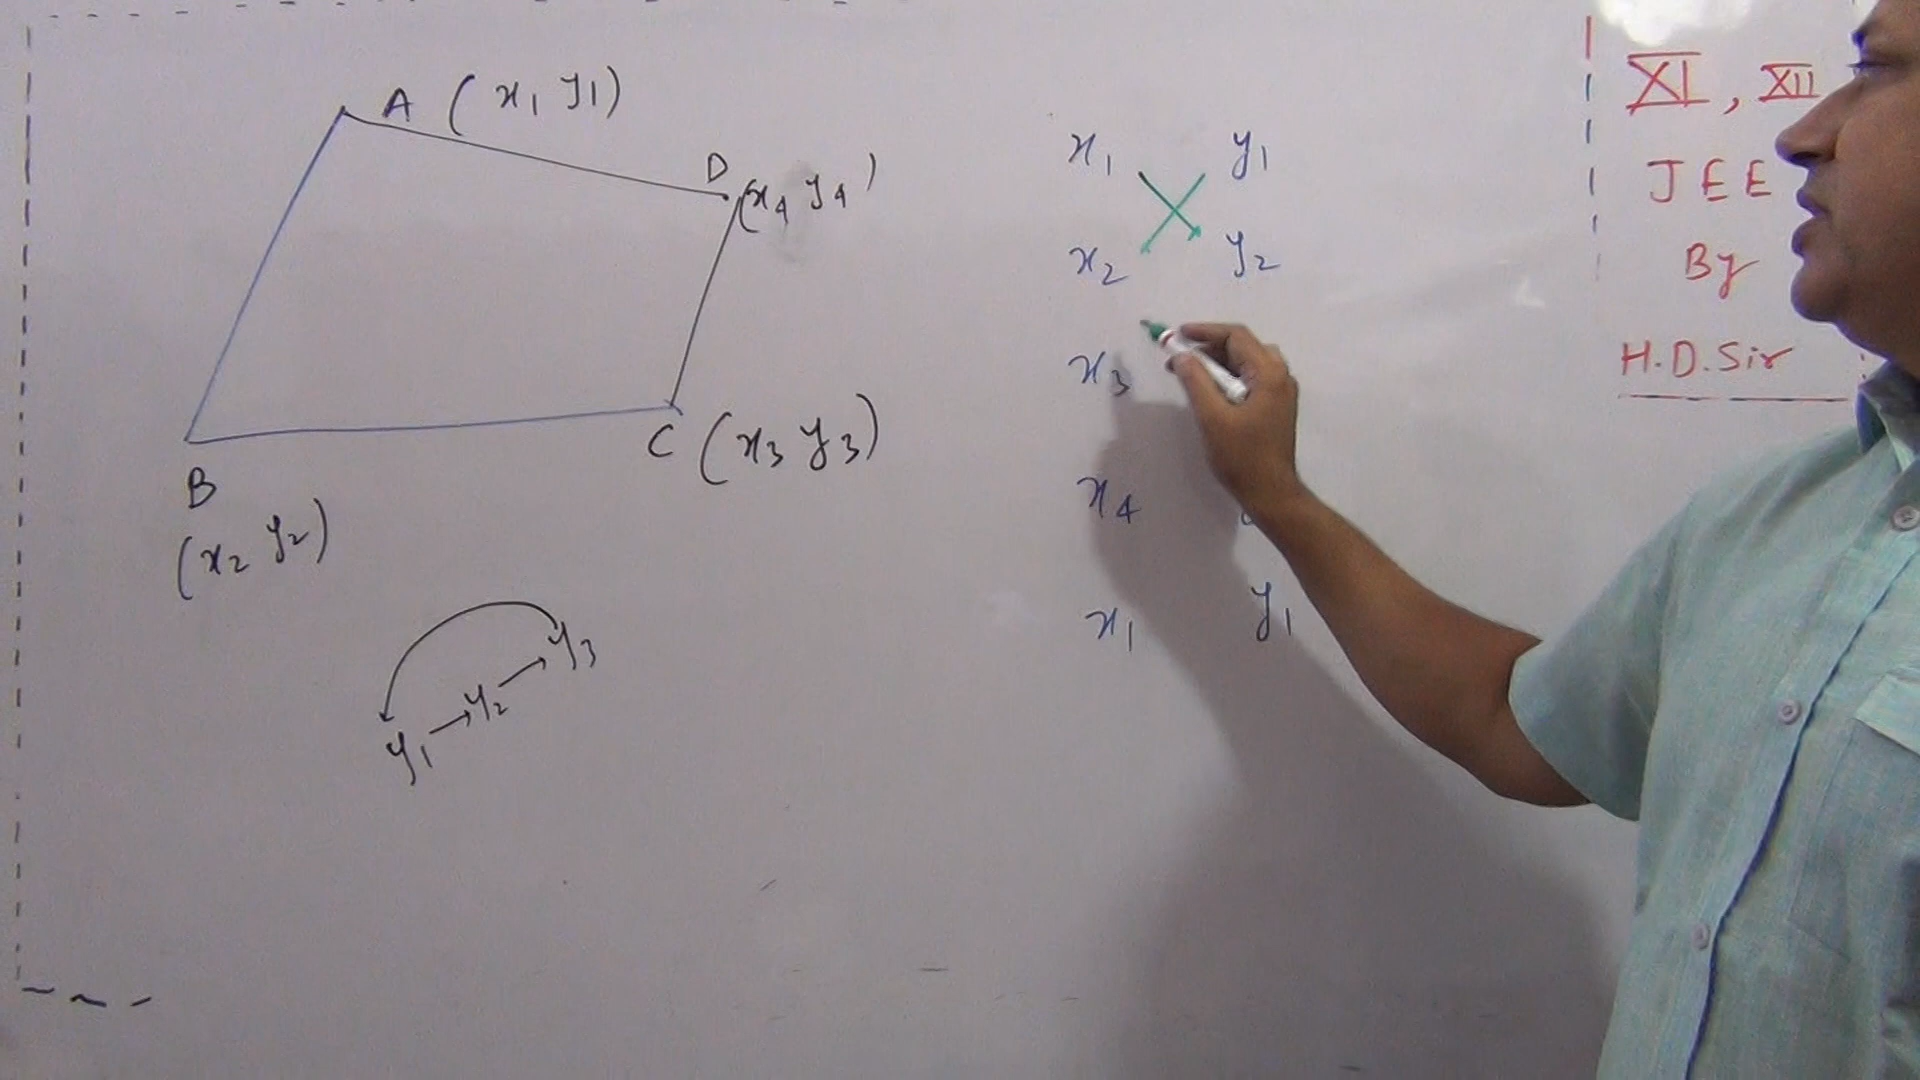 A (x1 y1)
D (x4 y4)
B
(x2 y2)
C (x3 y3)
y1 → y2 → y3
x1 y1
x2 y2
x3
x4
x1 y1
XI, XII
JEE
By
H.D.Sir